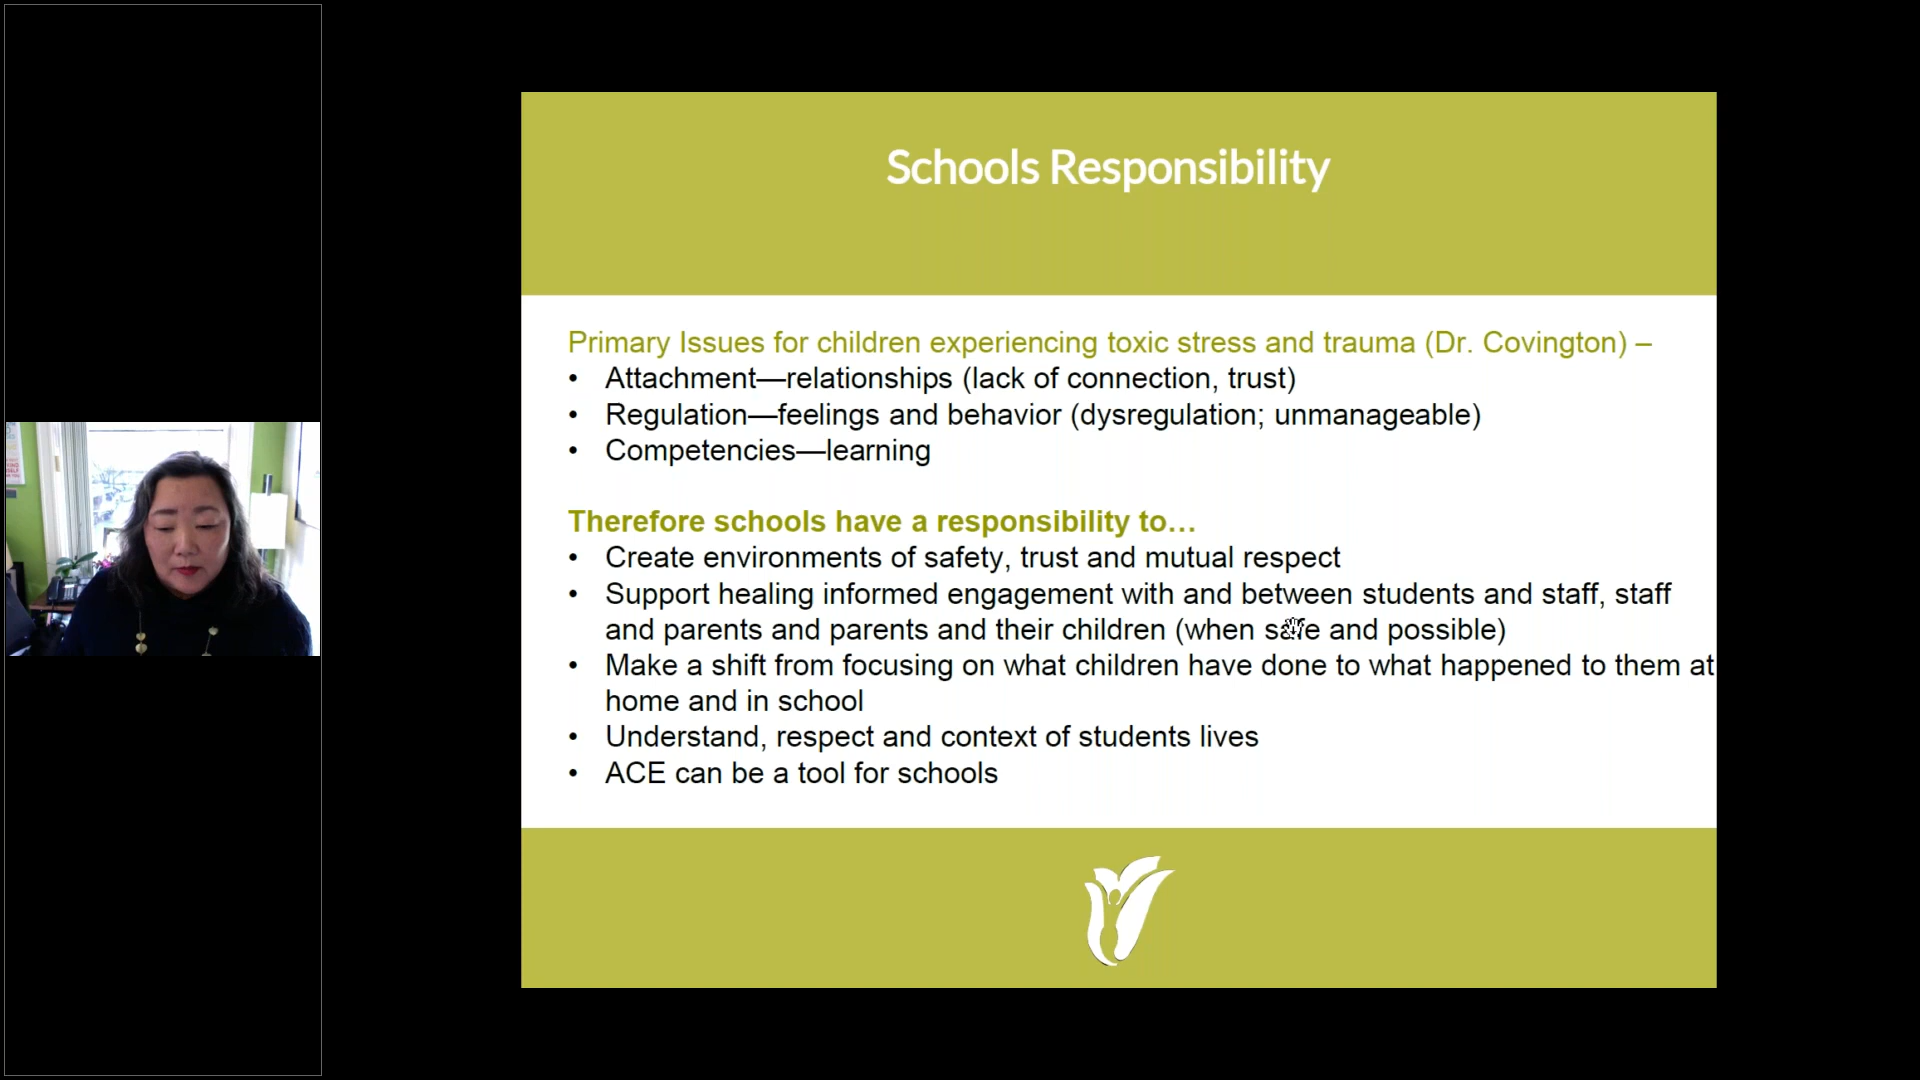 Schools Responsibility
Primary Issues for children experiencing toxic stress and trauma (Dr. Covington) –
• Attachment—relationships (lack of connection, trust)
• Regulation—feelings and behavior (dysregulation; unmanageable)
• Competencies—learning
Therefore schools have a responsibility to…
• Create environments of safety, trust and mutual respect
• Support healing informed engagement with and between students and staff, staff
and parents and parents and their children (when safe and possible)
• Make a shift from focusing on what children have done to what happened to them at
home and in school
• Understand, respect and context of students lives
• ACE can be a tool for schools